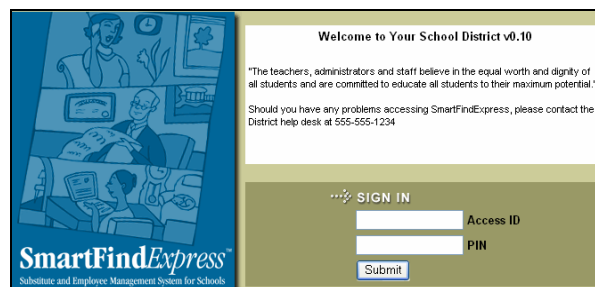 Welcome to Your School District v0.10
"The teachers, administrators and staff believe in the equal worth and dignity of
all students and are committed to educate all students to their maximum potential."
Should you have any problems accessing SmartFindExpress, please contact the
District help desk at 555-555-1234
SIGN IN
Access ID
PIN
Submit
SmartFindExpress™
Substitute and Employee Management System for Schools